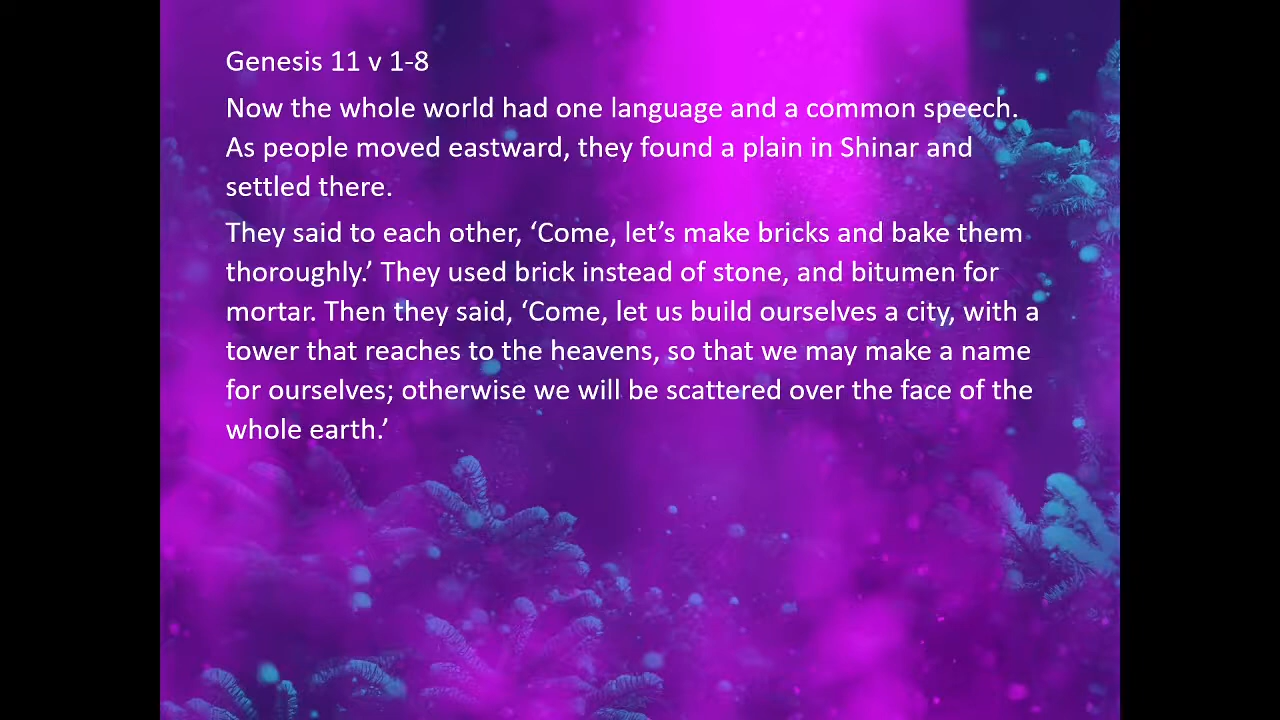 Genesis 11 v 1-8
Now the whole world had one language and a common speech.
As people moved eastward, they found a plain in Shinar and
settled there.
They said to each other, ‘Come, let’s make bricks and bake them
thoroughly.’ They used brick instead of stone, and bitumen for
mortar. Then they said, ‘Come, let us build ourselves a city, with a
tower that reaches to the heavens, so that we may make a name
for ourselves; otherwise we will be scattered over the face of the
whole earth.’